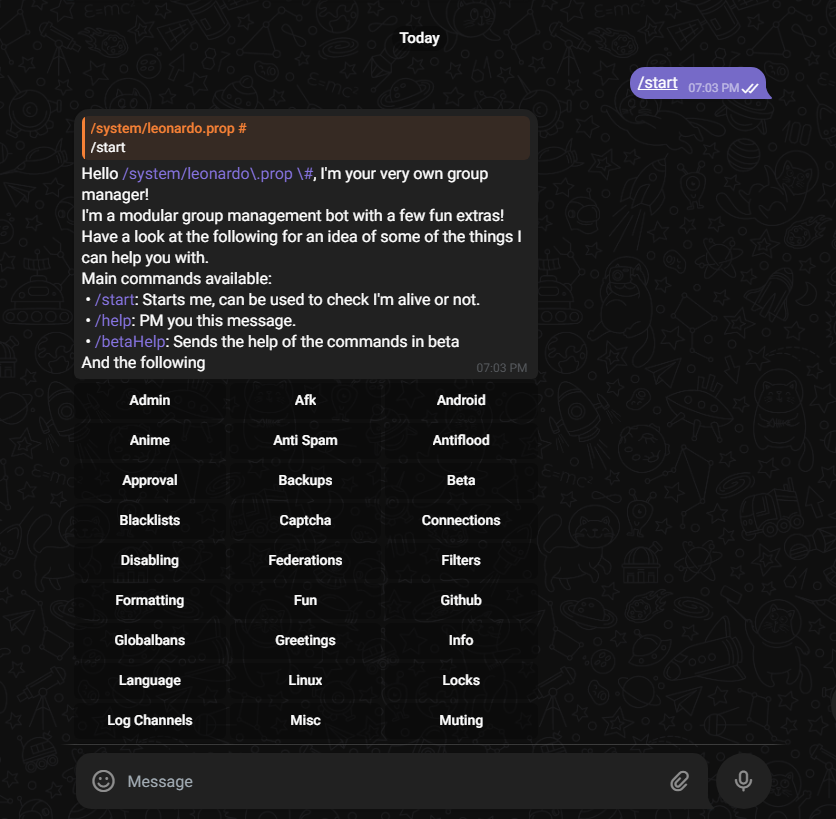 Today
/start 07:03 PM
/system/leonardo.prop #
/start
Hello /system/leonardo\.prop \#, I'm your very own group
manager!
I'm a modular group management bot with a few fun extras!
Have a look at the following for an idea of some of the things I
can help you with.
Main commands available:
• /start: Starts me, can be used to check I'm alive or not.
• /help: PM you this message.
• /betaHelp: Sends the help of the commands in beta
And the following 07:03 PM
Admin Afk Android
Anime Anti Spam Antiflood
Approval Backups Beta
Blacklists Captcha Connections
Disabling Federations Filters
Formatting Fun Github
Globalbans Greetings Info
Language Linux Locks
Log Channels Misc Muting
Message